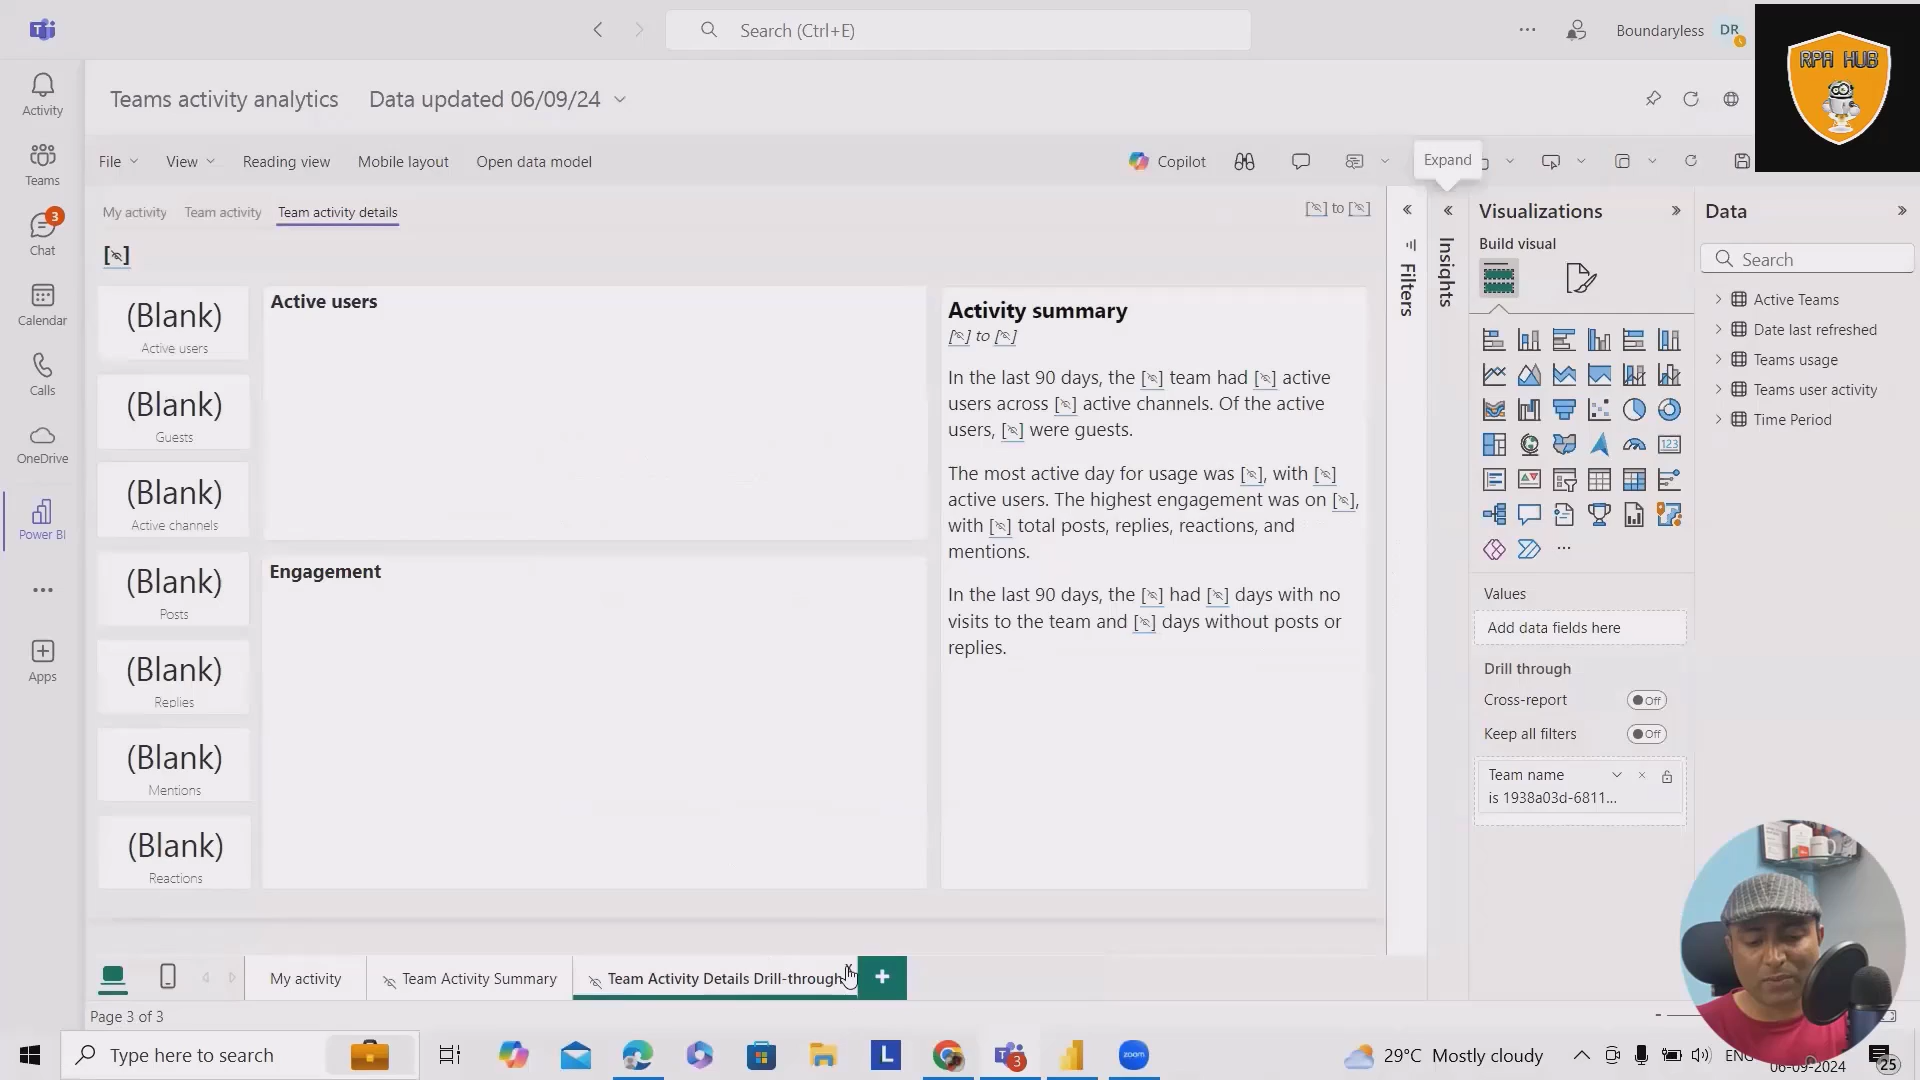 Search (Ctrl+E)
Boundaryless
DR
RPA HUB
Teams activity analytics
Data updated 06/09/24
File
View
Reading view
Mobile layout
Open data model
Copilot
Expand
My activity
Team activity
Team activity details
[] to []
Activity
Teams
3
Chat
Calendar
Calls
OneDrive
Power BI
Apps
(Blank)
Active users
(Blank)
Guests
(Blank)
Active channels
(Blank)
Posts
(Blank)
Replies
(Blank)
Mentions
(Blank)
Reactions
Active users
Engagement
Activity summary
[] to []
In the last 90 days, the [] team had [] active
users across [] active channels. Of the active
users, [] were guests.
The most active day for usage was [], with []
active users. The highest engagement was on [],
with [] total posts, replies, reactions, and
mentions.
In the last 90 days, the [] had [] days with no
visits to the team and [] days without posts or
replies.
Filters
Insights
Visualizations
Build visual
123
Values
Add data fields here
Drill through
Cross-report
Off
Keep all filters
Off
Team name
is 1938a03d-6811...
Data
Search
Active Teams
Date last refreshed
Teams usage
Teams user activity
Time Period
My activity
Team Activity Summary
Team Activity Details Drill-through
Page 3 of 3
Type here to search
L
3
zoom
29°C Mostly cloudy
ENG
06-09-2024
25